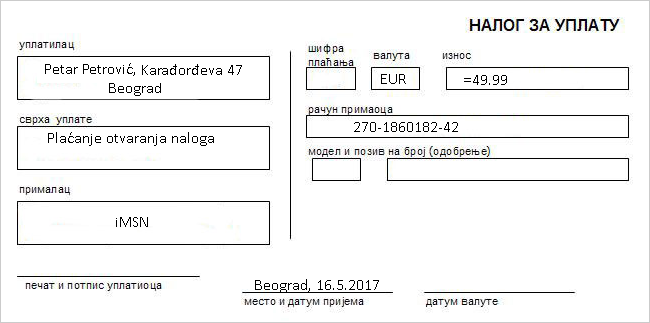 НАЛОГ ЗА УПЛАТУ
уплатилац
Petar Petrović, Karađorđeva 47
Beograd
сврха уплате
Plaćanje otvaranja naloga
прималац
iMSN
печат и потпис уплатиоца
шифра
плаћања
валута
EUR
износ
=49.99
рачун примаоца
270-1860182-42
модел и позив на број (одобрење)
Beograd, 16.5.2017
место и датум пријема
датум валуте